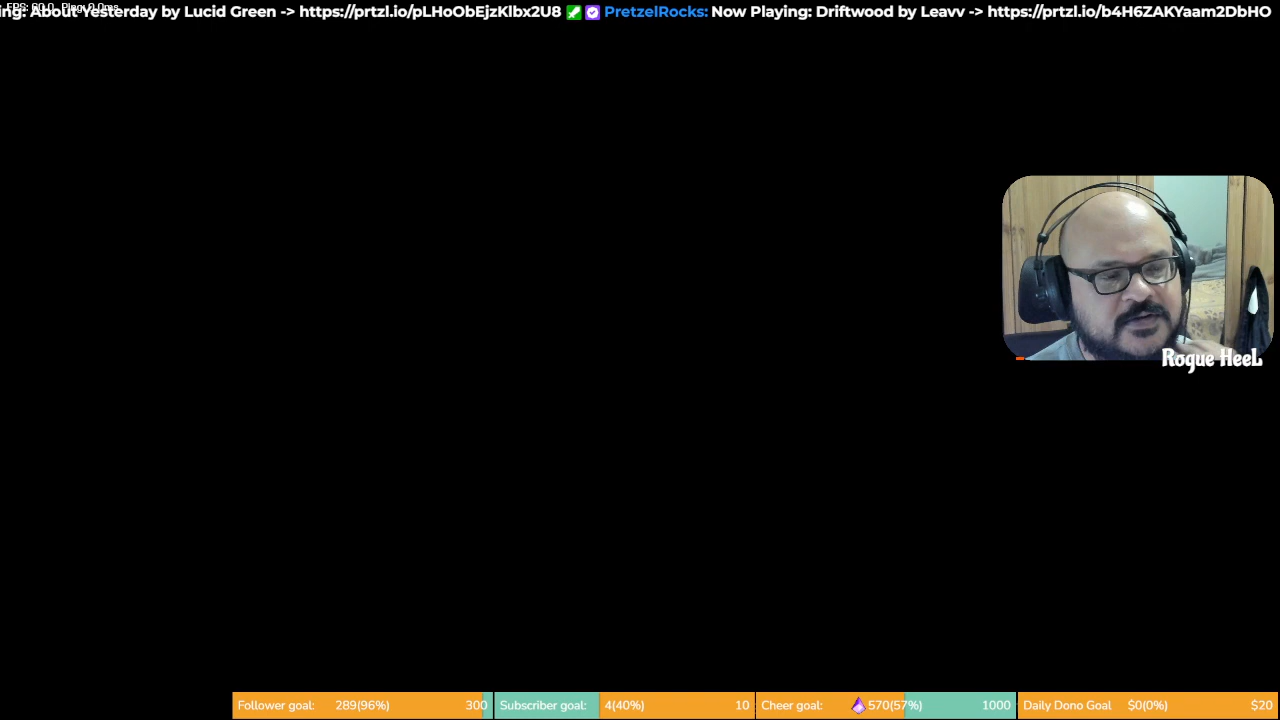 ng: About Yesterday by Lucid Green -> https://prtzl.io/pLHoObEjzKlbx2U8 PretzelRocks: Now Playing: Driftwood by Leavv -> https://prtzl.io/b4H6ZAKYaam2DbHO
Rogue Heel
Follower goal: 289(96%) 300 Subscriber goal: 4(40%) 10 Cheer goal: 570(57%) 1000 Daily Dono Goal $0(0%) $20